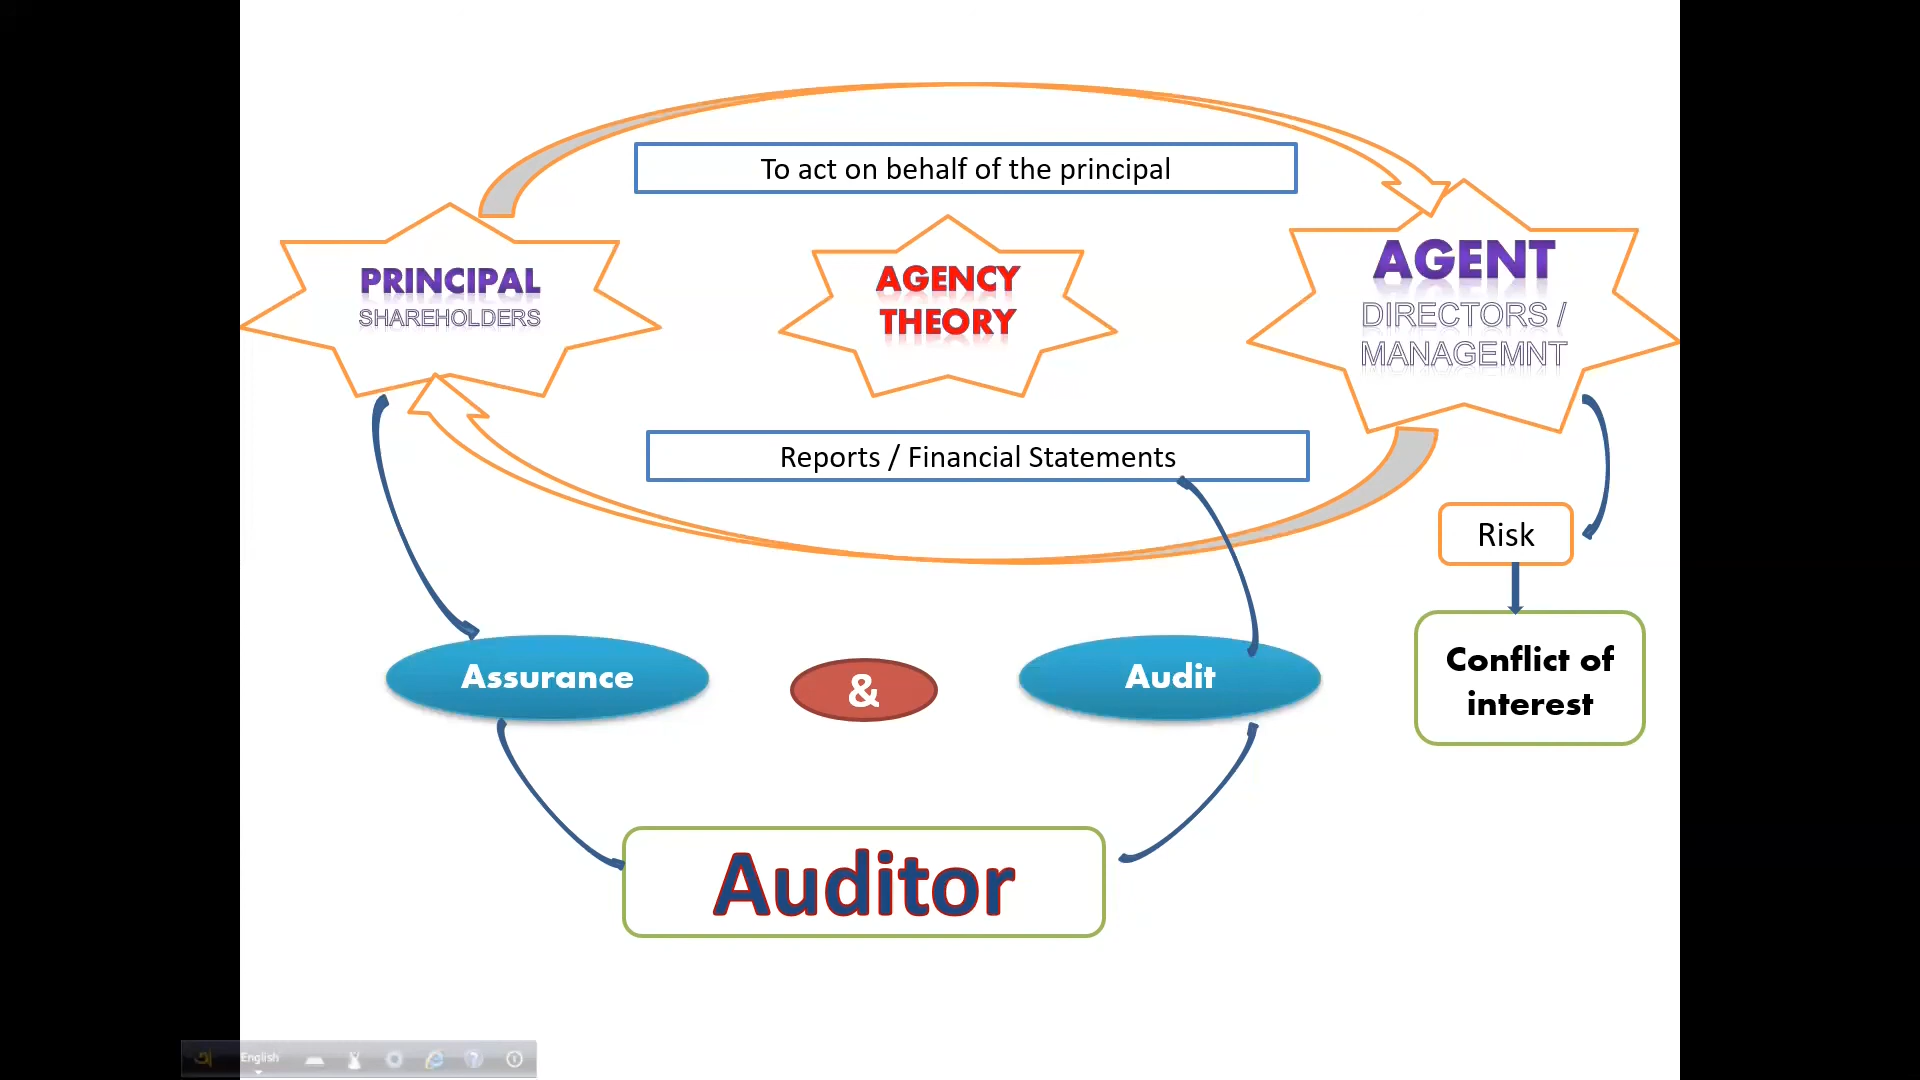 To act on behalf of the principal
PRINCIPAL
SHAREHOLDERS
AGENCY
THEORY
AGENT
DIRECTORS /
MANAGEMNT
Reports / Financial Statements
Risk
Assurance
&
Audit
Conflict of
interest
Auditor
অ English